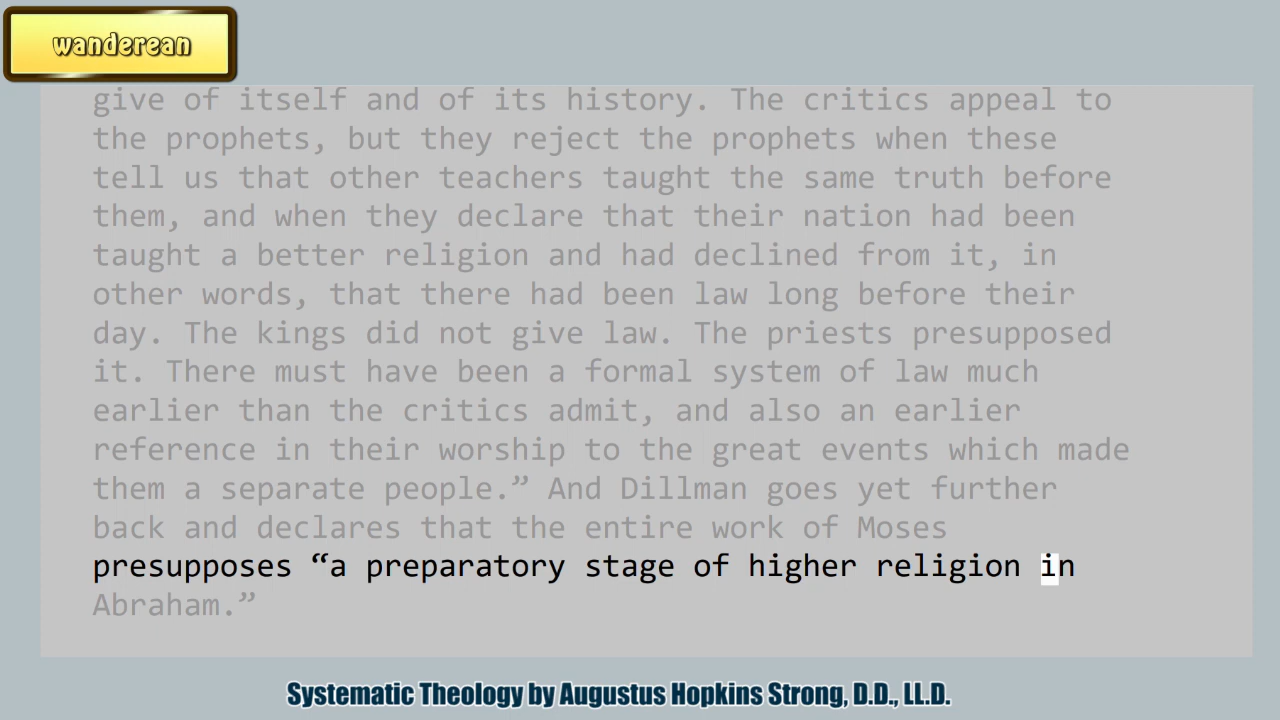 wanderean
give of itself and of its history. The critics appeal to
the prophets, but they reject the prophets when these
tell us that other teachers taught the same truth before
them, and when they declare that their nation had been
taught a better religion and had declined from it, in
other words, that there had been law long before their
day. The kings did not give law. The priests presupposed
it. There must have been a formal system of law much
earlier than the critics admit, and also an earlier
reference in their worship to the great events which made
them a separate people.” And Dillman goes yet further
back and declares that the entire work of Moses
presupposes “a preparatory stage of higher religion in
Abraham.”
Systematic Theology by Augustus Hopkins Strong, D.D., LL.D.